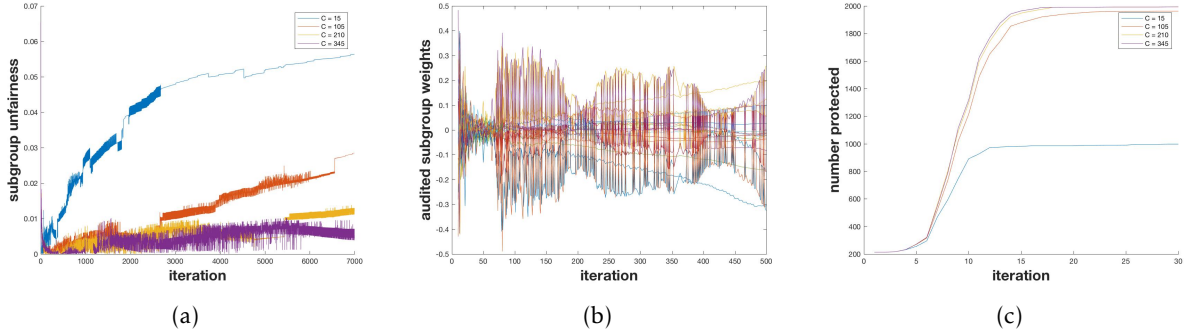 0.07
0.06
0.05
0.04
0.03
0.02
0.01
0
subgroup unfairness
C = 15
C = 105
C = 210
C = 345
0 1000 2000 3000 4000 5000 6000 7000
iteration
(a)
0.5
0.4
0.3
0.2
0.1
0
-0.1
-0.2
-0.3
-0.4
-0.5
audited subgroup weights
0 50 100 150 200 250 300 350 400 450 500
iteration
(b)
2000
1800
1600
1400
1200
1000
800
600
400
200
0
number protected
C = 15
C = 105
C = 210
C = 345
0 5 10 15 20 25 30
iteration
(c)